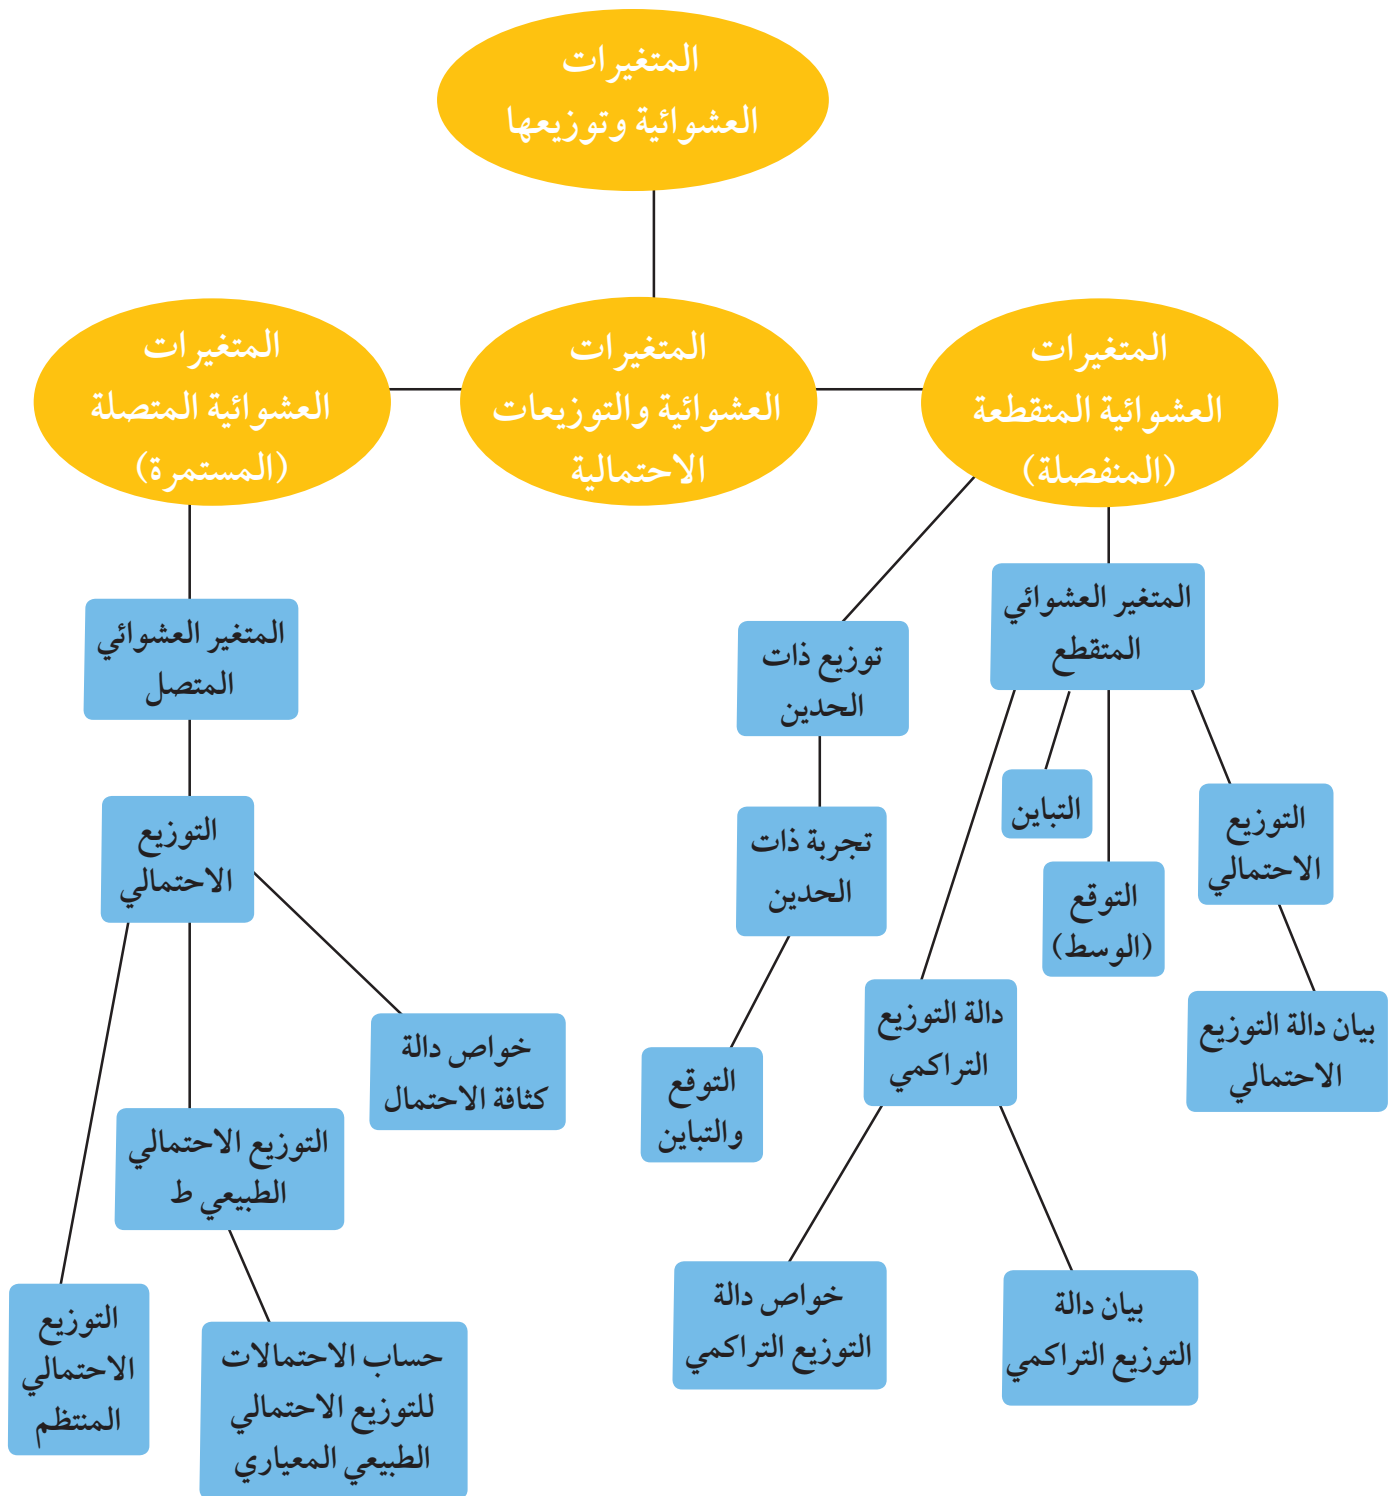 المتغيرات
العشوائية وتوزيعها
المتغيرات
العشوائية المتقطعة
(المنفصلة)
المتغيرات
العشوائية والتوزيعات
الاحتمالية
المتغيرات
العشوائية المتصلة
(المستمرة)
المتغير العشوائي
المتقطع
توزيع ذات
الحدين
المتغير العشوائي
المتصل
التوزيع
الاحتمالي
التباين
التوقع
(الوسط)
تجربة ذات
الحدين
التوزيع
الاحتمالي
بيان دالة التوزيع
الاحتمالي
دالة التوزيع
التراكمي
التوقع
والتباين
خواص دالة
كثافة الاحتمال
التوزيع الاحتمالي
الطبيعي ط
بيان دالة
التوزيع التراكمي
خواص دالة
التوزيع التراكمي
حساب الاحتمالات
للتوزيع الاحتمالي
الطبيعي المعياري
التوزيع
الاحتمالي
المنتظم